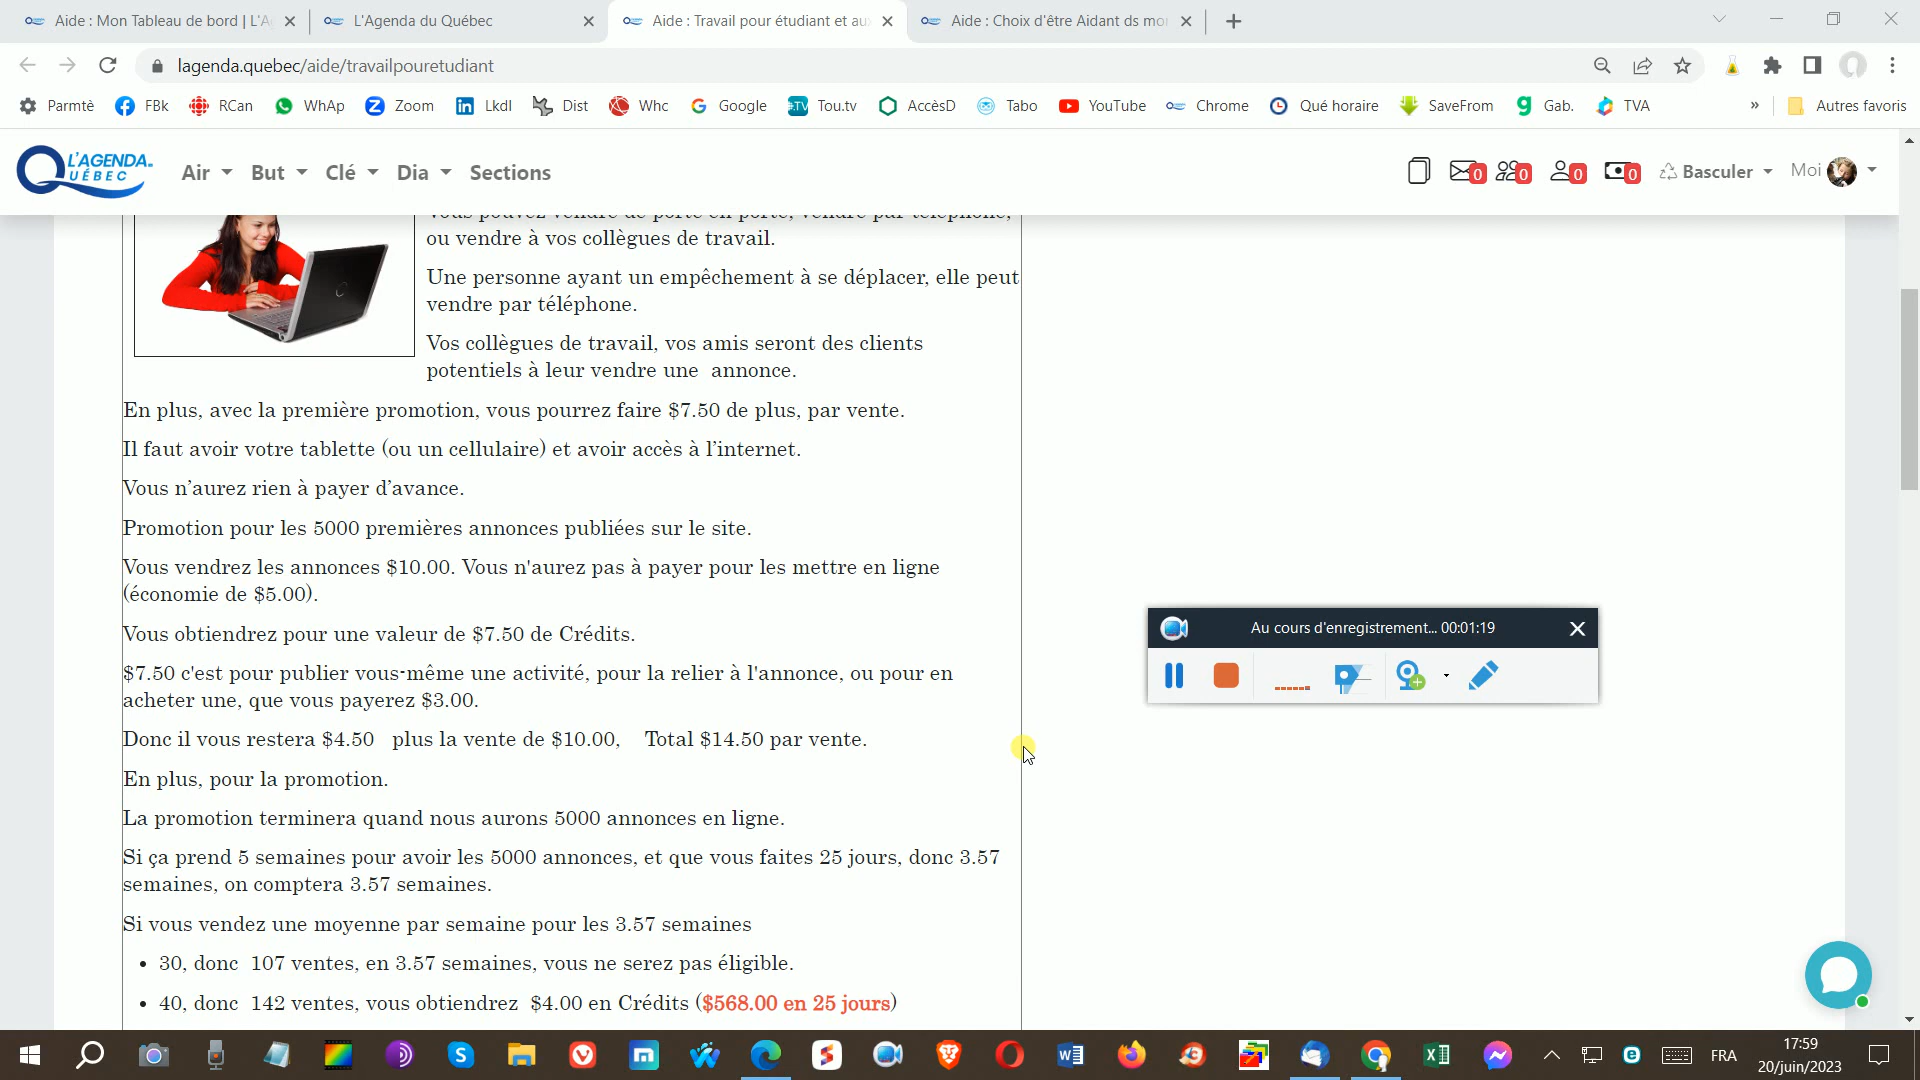 Aide : Mon Tableau de bord | L'A
L'Agenda du Québec
Aide : Travail pour étudiant et au
Aide : Choix d'être Aidant ds mo
lagenda.quebec/aide/travailpouretudiant
Parmtè
FBk
RCan
WhAp
Zoom
Lkdl
Dist
Whc
Google
Tou.tv
AccèsD
Tabo
YouTube
Chrome
Qué horaire
SaveFrom
Gab.
TVA
»
Autres favoris
L'AGENDA
UÉBEC
Air
But
Clé
Dia
Sections
0
0
0
0
Basculer
Moi
vous pouvez vendre de porte en porte, vendre par téléphone,
ou vendre à vos collègues de travail.
Une personne ayant un empêchement à se déplacer, elle peut
vendre par téléphone.
Vos collègues de travail, vos amis seront des clients
potentiels à leur vendre une annonce.
En plus, avec la première promotion, vous pourrez faire $7.50 de plus, par vente.
Il faut avoir votre tablette (ou un cellulaire) et avoir accès à l’internet.
Vous n’aurez rien à payer d’avance.
Promotion pour les 5000 premières annonces publiées sur le site.
Vous vendrez les annonces $10.00. Vous n'aurez pas à payer pour les mettre en ligne
(économie de $5.00).
Vous obtiendrez pour une valeur de $7.50 de Crédits.
$7.50 c'est pour publier vous-même une activité, pour la relier à l'annonce, ou pour en
acheter une, que vous payerez $3.00.
Donc il vous restera $4.50 plus la vente de $10.00, Total $14.50 par vente.
En plus, pour la promotion.
La promotion terminera quand nous aurons 5000 annonces en ligne.
Si ça prend 5 semaines pour avoir les 5000 annonces, et que vous faites 25 jours, donc 3.57
semaines, on comptera 3.57 semaines.
Si vous vendez une moyenne par semaine pour les 3.57 semaines
• 30, donc 107 ventes, en 3.57 semaines, vous ne serez pas éligible.
• 40, donc 142 ventes, vous obtiendrez $4.00 en Crédits ($568.00 en 25 jours)
Au cours d'enregistrement... 00:01:19
FRA
17:59
20/juin/2023